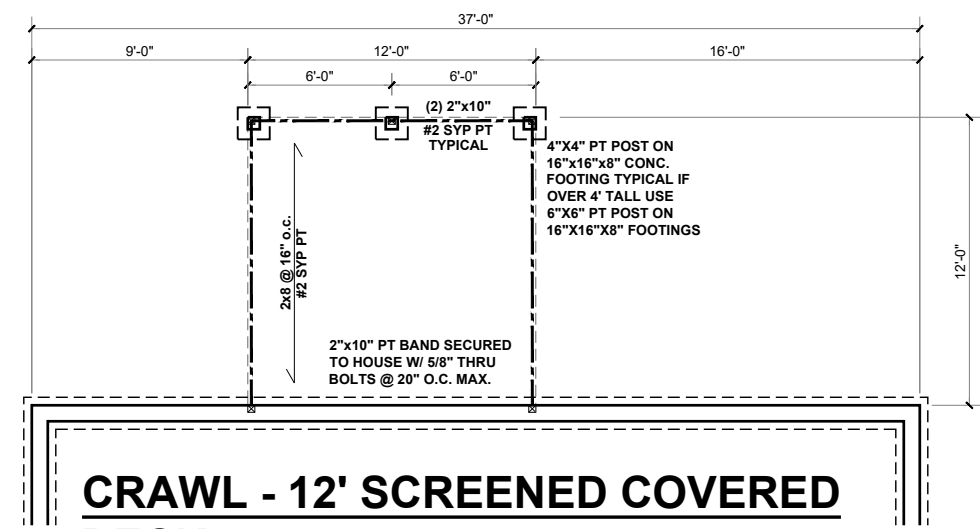 37'-0"
9'-0"
12'-0"
16'-0"
6'-0"
6'-0"
(2) 2"x10"
#2 SYP PT
TYPICAL
4"X4" PT POST ON
16"x16"x8" CONC.
FOOTING TYPICAL IF
OVER 4' TALL USE
6"X6" PT POST ON
16"X16"X8" FOOTINGS
2x8 @ 16" o.c.
#2 SYP PT
12'-0"
2"x10" PT BAND SECURED
TO HOUSE W/ 5/8" THRU
BOLTS @ 20" O.C. MAX.
CRAWL - 12' SCREENED COVERED